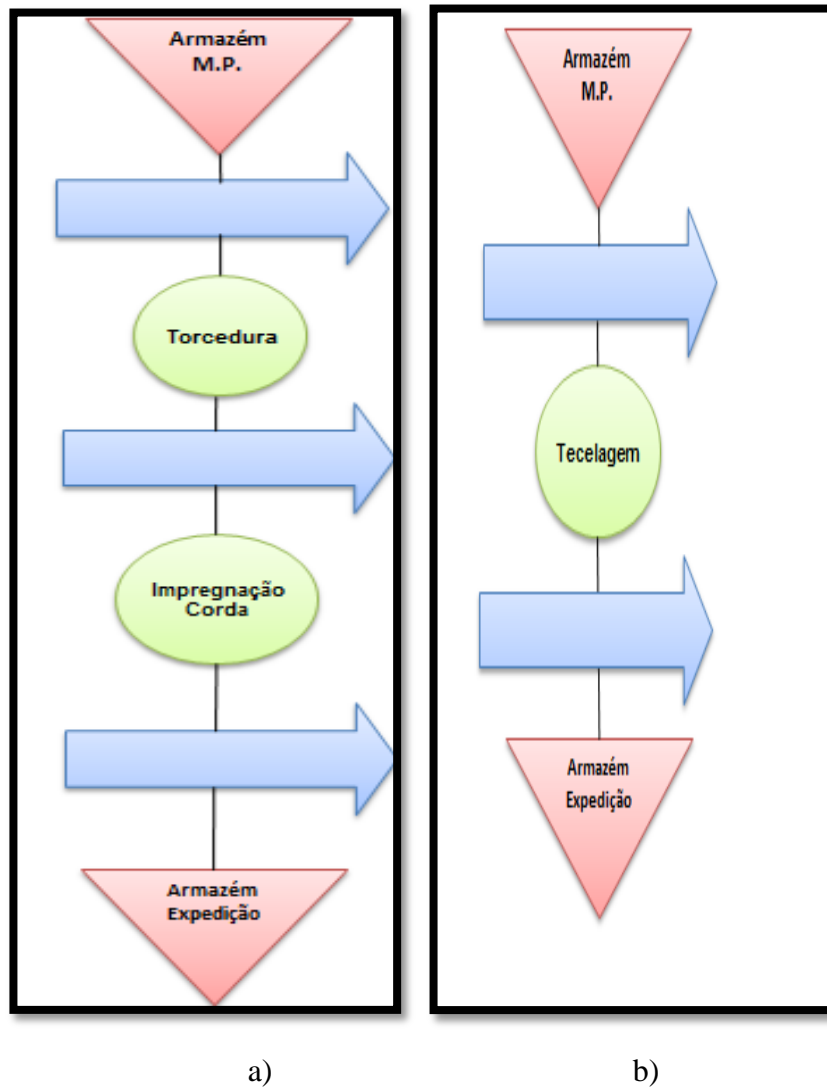 Armazém
M.P.
Torcedura
Impregnação
Corda
Armazém
Expedição
a)
Armazém
M.P.
Tecelagem
Armazém
Expedição
b)